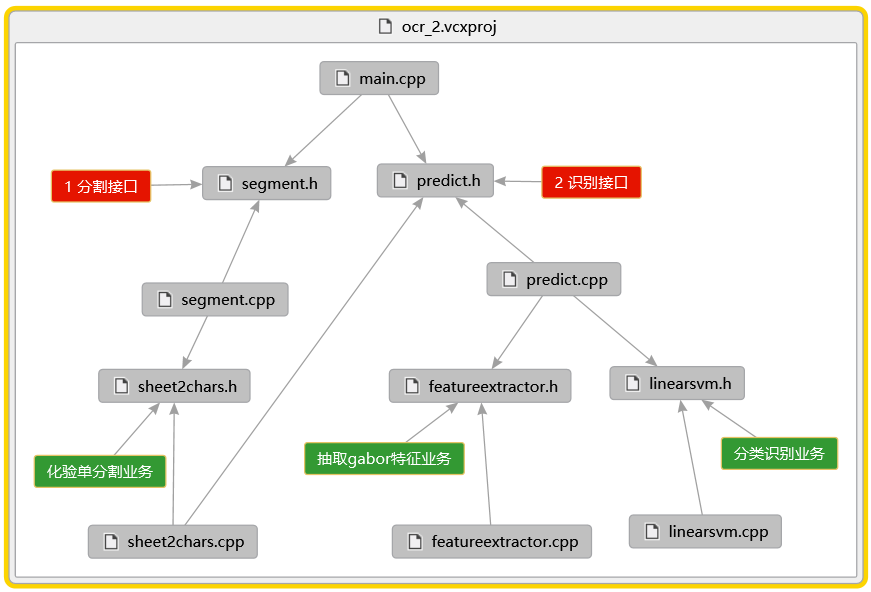 ocr_2.vcxproj
main.cpp
1 分割接口
segment.h
predict.h
2 识别接口
segment.cpp
predict.cpp
sheet2chars.h
featureextractor.h
linearsvm.h
化验单分割业务
抽取gabor特征业务
分类识别业务
sheet2chars.cpp
featureextractor.cpp
linearsvm.cpp